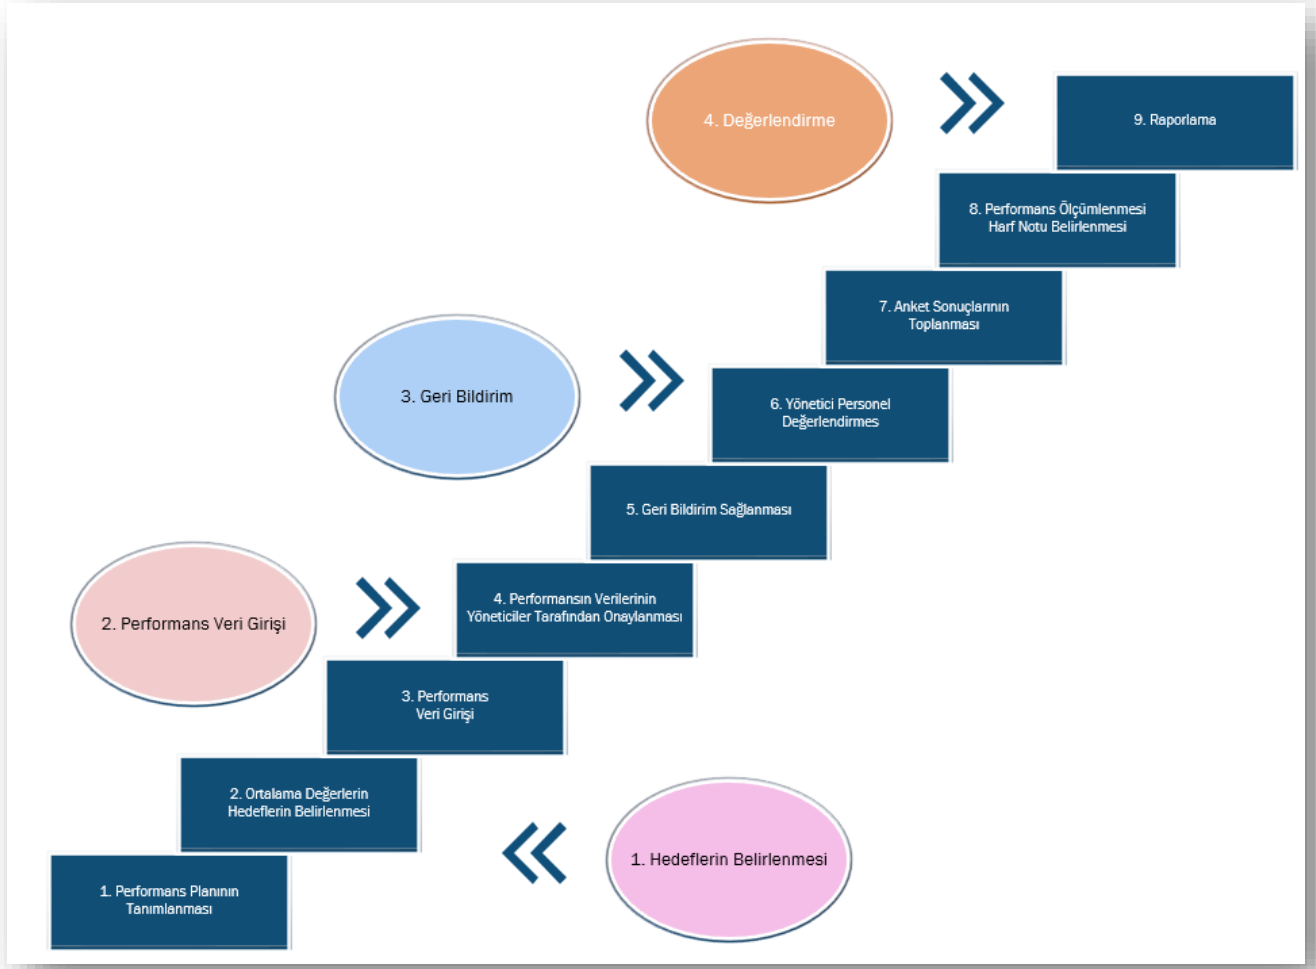 4. Değerlendirme
9. Raporlama
8. Performans Ölçümlenmesi
Harf Notu Belirlenmesi
7. Anket Sonuçlarının
Toplanması
3. Geri Bildirim
6. Yönetici Personel
Değerlendirmes
5. Geri Bildirim Sağlanması
2. Performans Veri Girişi
4. Performansın Verilerinin
Yöneticiler Tarafından Onaylanması
3. Performans
Veri Girişi
2. Ortalama Değerlerin
Hedeflerin Belirlenmesi
1. Hedeflerin Belirlenmesi
1. Performans Planının
Tanımlanması